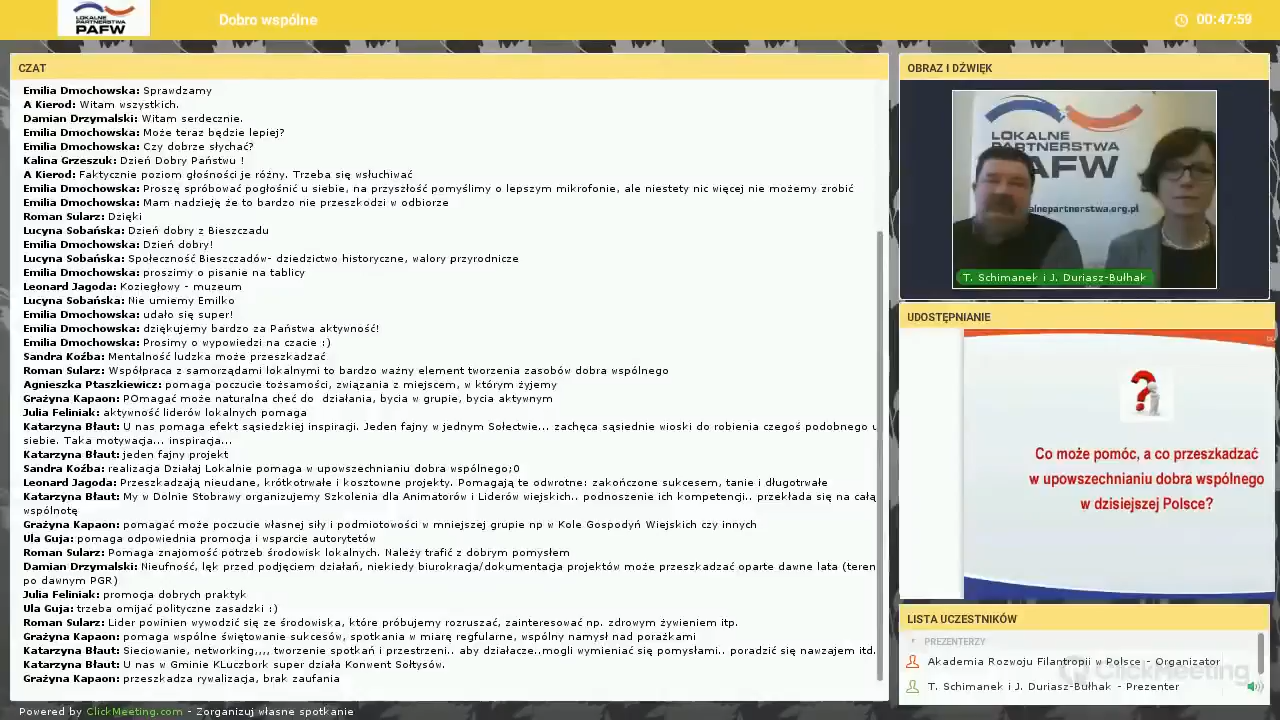 LOKALNE
PARTNERSTWA
PAFW
Dobro wspólne
00:47:59
CZAT
Emilia Dmochowska: Sprawdzamy
A Kierod: Witam wszystkich.
Damian Drzymalski: Witam serdecznie.
Emilia Dmochowska: Może teraz będzie lepiej?
Emilia Dmochowska: Czy dobrze słychać?
Kalina Grzeszuk: Dzień Dobry Państwu !
A Kierod: Faktycznie poziom głośności je różny. Trzeba się wsłuchiwać
Emilia Dmochowska: Proszę spróbować pogłośnić u siebie, na przyszłość pomyślimy o lepszym mikrofonie, ale niestety nic więcej nie możemy zrobić
Emilia Dmochowska: Mam nadzieję że to bardzo nie przeszkodzi w odbiorze
Roman Sularz: Dzięki
Lucyna Sobańska: Dzień dobry z Bieszczadu
Emilia Dmochowska: Dzień dobry!
Lucyna Sobańska: Społeczność Bieszczadów- dziedzictwo historyczne, walory przyrodnicze
Emilia Dmochowska: proszimy o pisanie na tablicy
Leonard Jagoda: Koziegłowy - muzeum
Lucyna Sobańska: Nie umiemy Emilko
Emilia Dmochowska: udało się super!
Emilia Dmochowska: dziękujemy bardzo za Państwa aktywność!
Emilia Dmochowska: Prosimy o wypowiedzi na czacie :)
Sandra Koźba: Mentalność ludzka może przeszkadzać
Roman Sularz: Współpraca z samorządami lokalnymi to bardzo ważny element tworzenia zasobów dobra wspólnego
Agnieszka Ptaszkiewicz: pomaga poczucie tożsamości, związania z miejscem, w którym żyjemy
Grażyna Kapaon: POmagać może naturalna cheć do działania, bycia w grupie, bycia aktywnym
Julia Feliniak: aktywność liderów lokalnych pomaga
Katarzyna Błaut: U nas pomaga efekt sąsiedzkiej inspiracji. Jeden fajny w jednym Sołectwie... zachęca sąsiednie wioski do robienia czegoś podobnego u
siebie. Taka motywacja... inspiracja...
Katarzyna Błaut: jeden fajny projekt
Sandra Koźba: realizacja Działaj Lokalnie pomaga w upowszechnianiu dobra wspólnego;0
Leonard Jagoda: Przeszkadzają nieudane, krótkotrwałe i kosztowne projekty. Pomagają te odwrotne: zakończone sukcesem, tanie i długotrwałe
Katarzyna Błaut: My w Dolnie Stobrawy organizujemy Szkolenia dla Animatorów i Liderów wiejskich.. podnoszenie ich kompetencji.. przekłada się na całą
wspólnotę
Grażyna Kapaon: pomagać może poczucie własnej siły i podmiotowości w mniejszej grupie np w Kole Gospodyń Wiejskich czy innych
Ula Guja: pomaga odpowiednia promocja i wsparcie autorytetów
Roman Sularz: Pomaga znajomość potrzeb środowisk lokalnych. Należy trafić z dobrym pomysłem
Damian Drzymalski: Nieufność, lęk przed podjęciem działań, niekiedy biurokracja/dokumentacja projektów może przeszkadzać oparte dawne lata (teren
po dawnym PGR)
Julia Feliniak: promocja dobrych praktyk
Ula Guja: trzeba omijać polityczne zasadzki :)
Roman Sularz: Lider powinien wywodzić się ze środowiska, które próbujemy rozruszać, zainteresować np. zdrowym żywieniem itp.
Grażyna Kapaon: pomaga wspólne świętowanie sukcesów, spotkania w miarę regfularne, wspólny namysł nad porażkami
Katarzyna Błaut: Sieciowanie, networking,,,, tworzenie spotkań i przestrzeni.. aby działacze..mogli wymieniać się pomysłami.. poradzić się nawzajem itd.
Katarzyna Błaut: U nas w Gminie KLuczbork super działa Konwent Sołtysów.
Grażyna Kapaon: przeszkadza rywalizacja, brak zaufania
Powered by ClickMeeting.com - Zorganizuj własne spotkanie
OBRAZ I DŹWIĘK
LOKALNE
PARTNERSTWA
PAFW
lnepartnerstwa.org.pl
T. Schimanek i J. Duriasz-Bułhak
UDOSTĘPNIANIE
Co może pomóc, a co przeszkadzać
w upowszechnianiu dobra wspólnego
w dzisiejszej Polsce?
LISTA UCZESTNIKÓW
PREZENTERZY
Akademia Rozwoju Filantropii w Polsce - Organizator
T. Schimanek i J. Duriasz-Bułhak - Prezenter
ClickMeeting